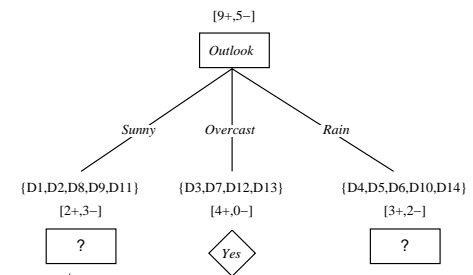 [9+,5−]
Outlook
Sunny Overcast Rain
{D1,D2,D8,D9,D11} {D3,D7,D12,D13} {D4,D5,D6,D10,D14}
[2+,3−] [4+,0−] [3+,2−]
? Yes ?